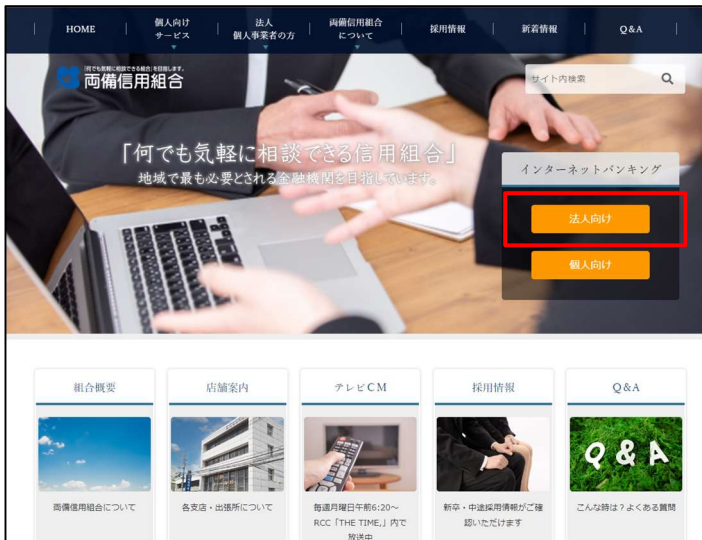 HOME
個人向け
サービス
法人
個人事業者の方
両備信用組合
について
採用情報
新着情報
Q&A
「何でも気軽に相談できる組合」を目指します。
両備信用組合
サイト内検索
「何でも気軽に相談できる信用組合」
地域で最も必要とされる金融機関を目指しています。
インターネットバンキング
法人向け
個人向け
組合概要
店舗案内
テレビCM
採用情報
Q&A
Q & A
両備信用組合について
各支店・出張所について
毎週月曜日午前6:20～
RCC「THE TIME,」内で
放送中
新卒・中途採用情報がご確
認いただけます
こんな時は？よくある質問